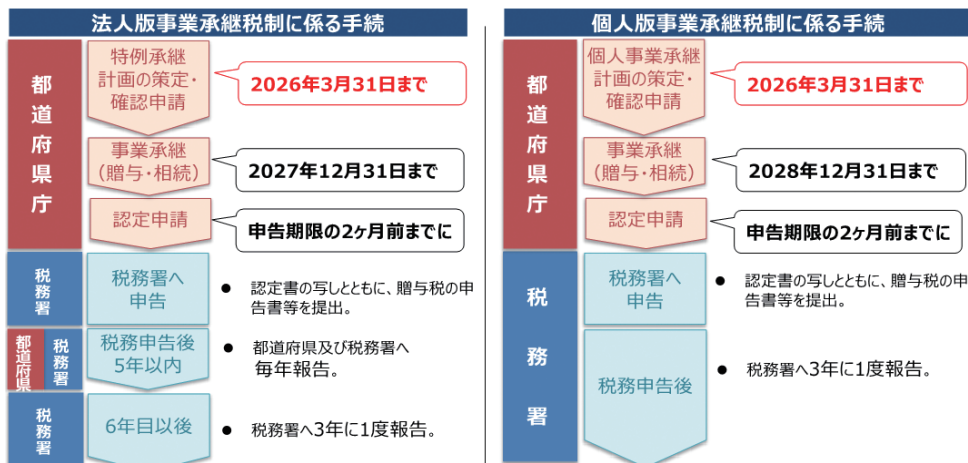 法人版事業承継税制に係る手続
都道府県庁
特例承継
計画の策定・
確認申請
2026年3月31日まで
事業承継
(贈与・相続)
2027年12月31日まで
認定申請
申告期限の2ヶ月前までに
税務署
税務署へ
申告
● 認定書の写しとともに、贈与税の申
告書等を提出。
都道府県
税務署
税務申告後
5年以内
● 都道府県及び税務署へ
毎年報告。
税務署
6年目以後
● 税務署へ3年に1度報告。
個人版事業承継税制に係る手続
都道府県庁
個人事業承継
計画の策定・
確認申請
2026年3月31日まで
事業承継
(贈与・相続)
2028年12月31日まで
認定申請
申告期限の2ヶ月前までに
税務署
税務署へ
申告
● 認定書の写しとともに、贈与税の申
告書等を提出。
税務申告後
● 税務署へ3年に1度報告。